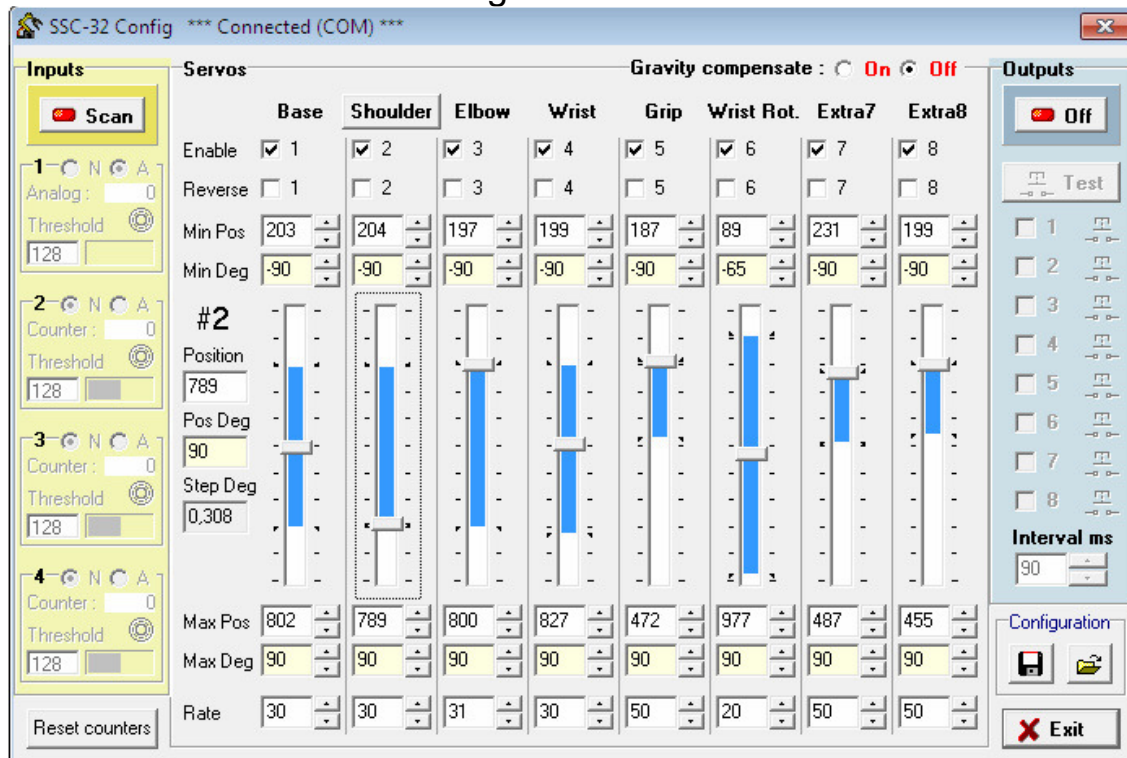 SSC-32 Config *** Connected (COM) ***
Inputs
Scan
1 N A
Analog : 0
Threshold
128
2 N A
Counter : 0
Threshold
128
3 N A
Counter : 0
Threshold
128
4 N A
Counter : 0
Threshold
128
Reset counters
Servos Gravity compensate : On Off
Base Shoulder Elbow Wrist Grip Wrist Rot. Extra7 Extra8
Enable 1 2 3 4 5 6 7 8
Reverse 1 2 3 4 5 6 7 8
Min Pos 203 204 197 199 187 89 231 199
Min Deg -90 -90 -90 -90 -90 -65 -90 -90
#2
Position
789
Pos Deg
90
Step Deg
0,308
Max Pos 802 789 800 827 472 977 487 455
Max Deg 90 90 90 90 90 90 90 90
Rate 30 30 31 30 50 20 50 50
Outputs
Off
Test
1
2
3
4
5
6
7
8
Interval ms
90
Configuration
Exit